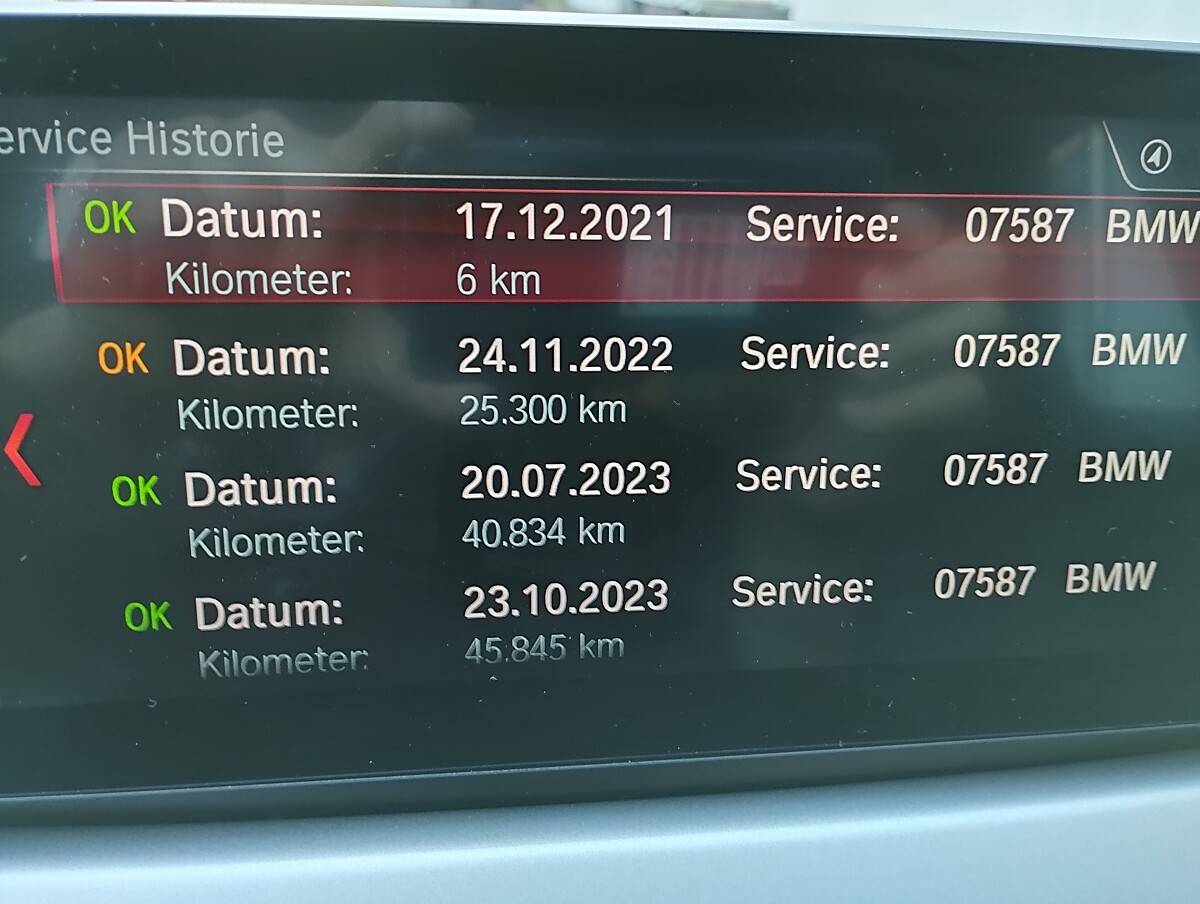 ervice Historie
OK Datum: 17.12.2021 Service: 07587 BMW
Kilometer: 6 km
OK Datum: 24.11.2022 Service: 07587 BMW
Kilometer: 25.300 km
OK Datum: 20.07.2023 Service: 07587 BMW
Kilometer: 40.834 km
OK Datum: 23.10.2023 Service: 07587 BMW
Kilometer: 45.845 km